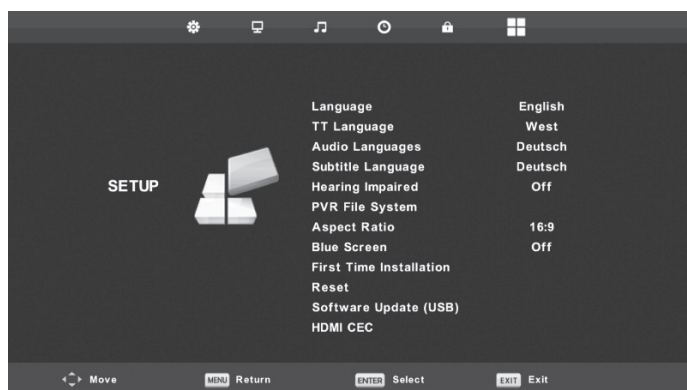 Language English
TT Language West
Audio Languages Deutsch
Subtitle Language Deutsch
SETUP
Hearing Impaired Off
PVR File System
Aspect Ratio 16:9
Blue Screen Off
First Time Installation
Reset
Software Update (USB)
HDMI CEC
Move MENU Return ENTER Select EXIT Exit